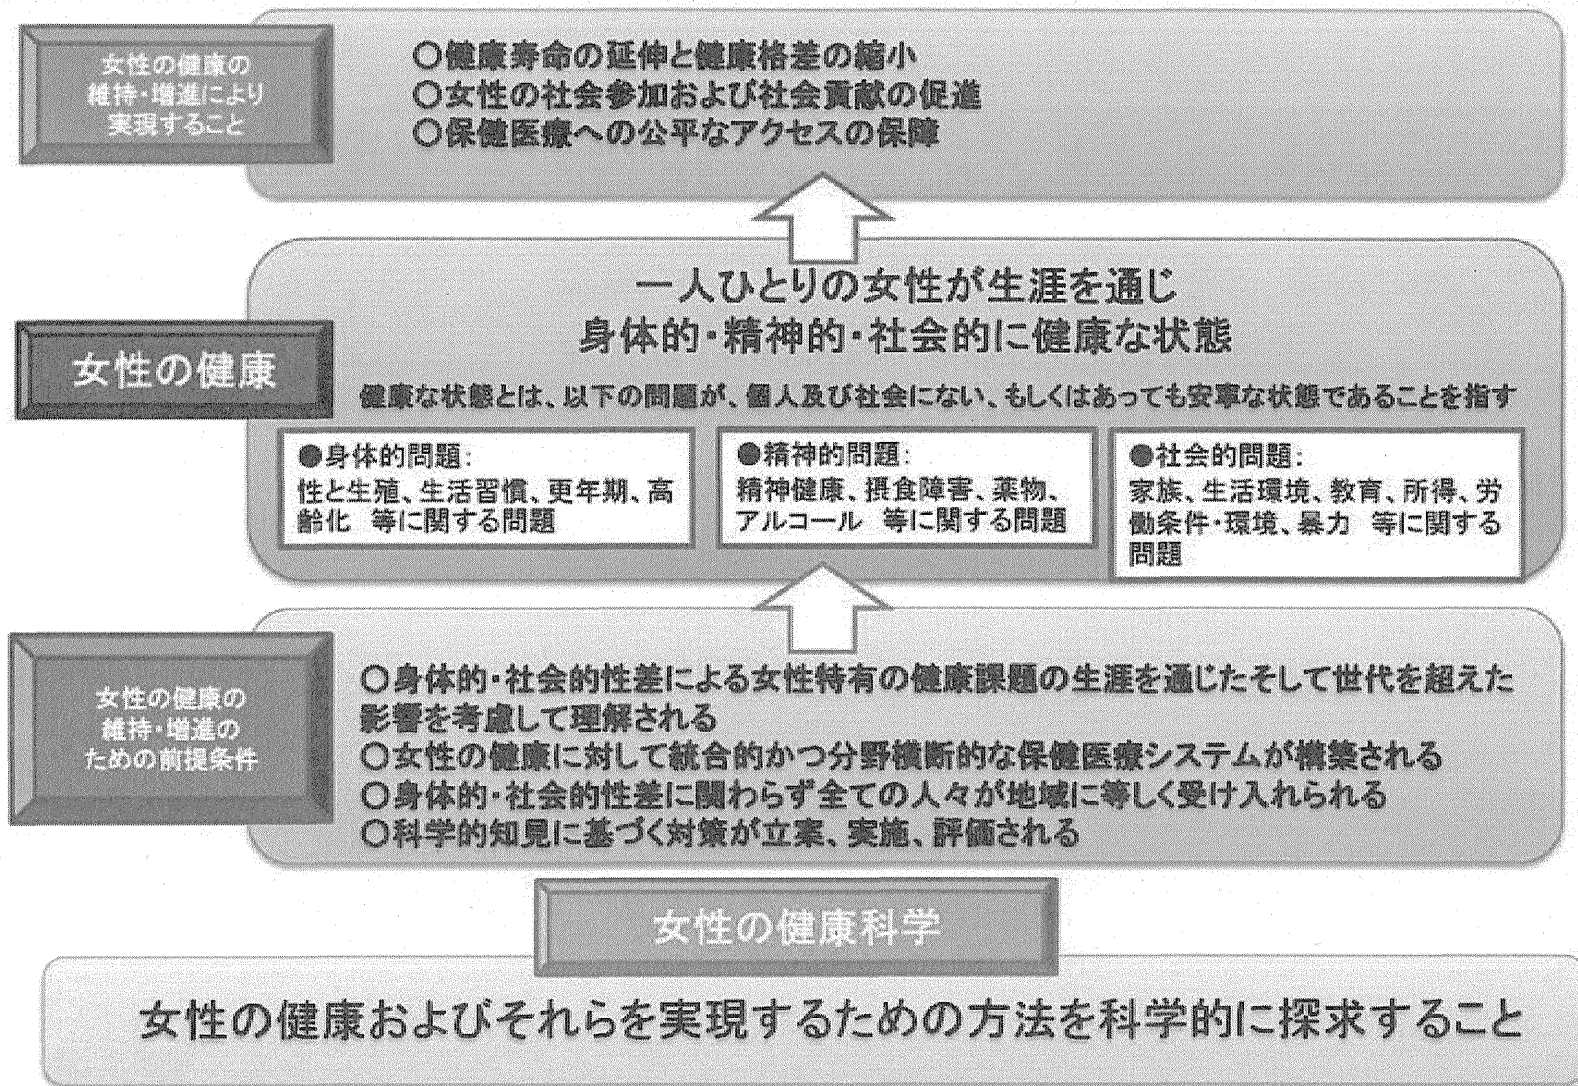 女性の健康の
維持・増進により
実現すること
○健康寿命の延伸と健康格差の縮小
○女性の社会参加および社会貢献の促進
○保健医療への公平なアクセスの保障
女性の健康
一人ひとりの女性が生涯を通じ
身体的・精神的・社会的に健康な状態
健康な状態とは、以下の問題が、個人及び社会にない、もしくはあっても安寧な状態であることを指す
●身体的問題:
性と生殖、生活習慣、更年期、高
齢化 等に関する問題
●精神的問題:
精神健康、摂食障害、薬物、
アルコール 等に関する問題
●社会的問題:
家族、生活環境、教育、所得、労
働条件・環境、暴力 等に関する
問題
女性の健康の
維持・増進の
ための前提条件
○身体的・社会的性差による女性特有の健康課題の生涯を通じたそして世代を超えた
影響を考慮して理解される
○女性の健康に対して統合的かつ分野横断的な保健医療システムが構築される
○身体的・社会的性差に関わらず全ての人々が地域に等しく受け入れられる
○科学的知見に基づく対策が立案、実施、評価される
女性の健康科学
女性の健康およびそれらを実現するための方法を科学的に探求すること